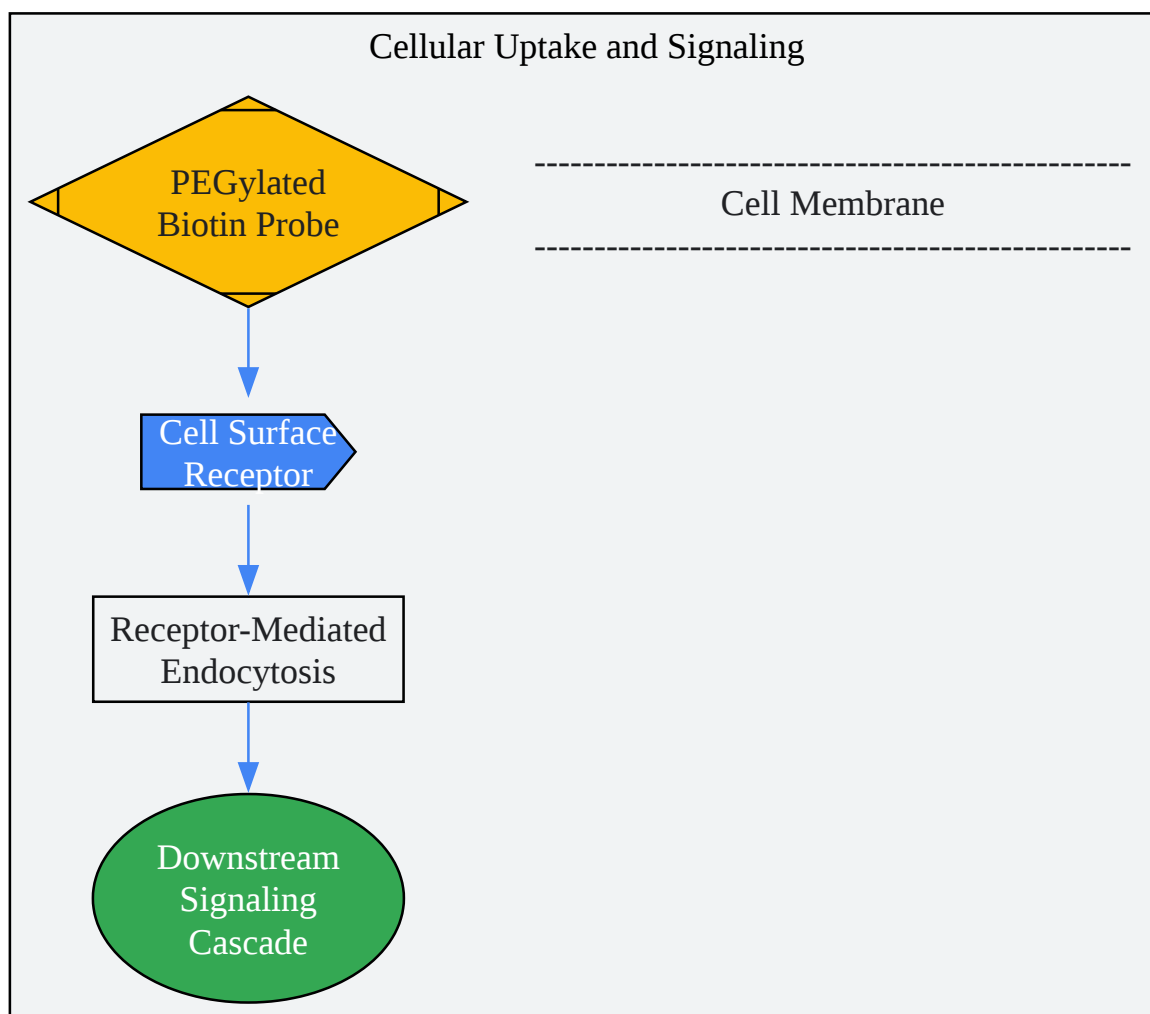 Cellular Uptake and Signaling
PEGylated
Biotin Probe
Cell Membrane
Cell Surface
Receptor
Receptor-Mediated
Endocytosis
Downstream
Signaling
Cascade